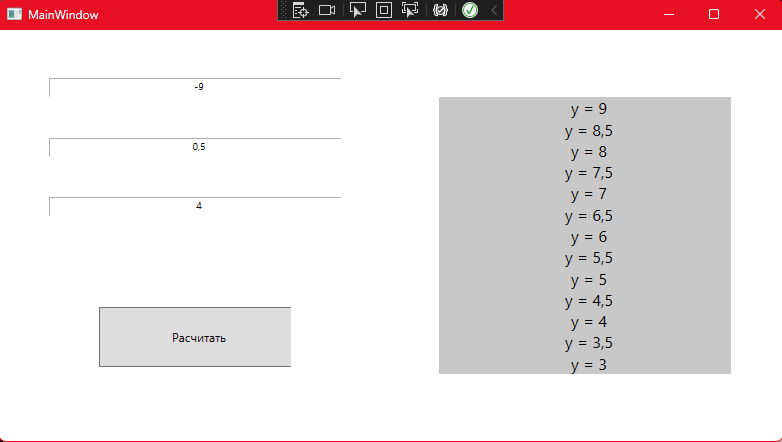 MainWindow
-9
0,5
4
Расчитать
y = 9
y = 8,5
y = 8
y = 7,5
y = 7
y = 6,5
y = 6
y = 5,5
y = 5
y = 4,5
y = 4
y = 3,5
y = 3